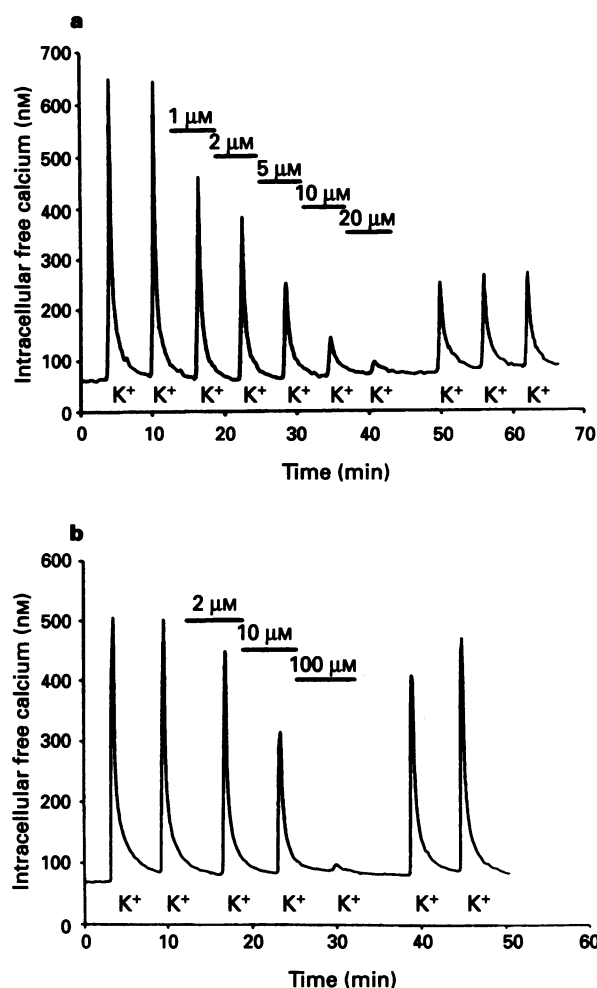 a
Intracellular free calcium (nM)
700
600
500
400
300
200
100
0
1 μM
2 μM
5 μM
10 μM
20 μM
K+ K+ K+ K+ K+ K+ K+ K+ K+ K+
0 10 20 30 40 50 60 70
Time (min)
b
Intracellular free calcium (nM)
600
500
400
300
200
100
0
2 μM
10 μM
100 μM
K+ K+ K+ K+ K+ K+ K+
0 10 20 30 40 50 60
Time (min)